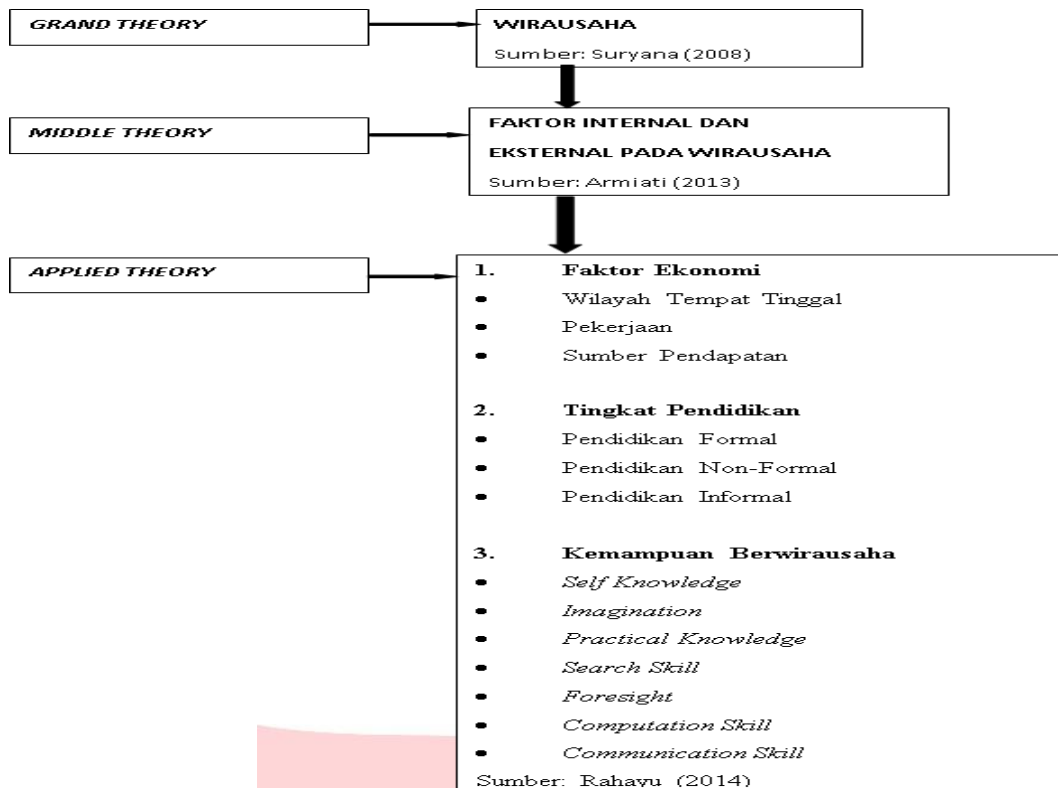 GRAND THEORY
WIRAUSAHA
Sumber: Suryana (2008)
MIDDLE THEORY
FAKTOR INTERNAL DAN
EKSTERNAL PADA WIRAUSAHA
Sumber: Armiati (2013)
APPLIED THEORY
1. Faktor Ekonomi
• Wilayah Tempat Tinggal
• Pekerjaan
• Sumber Pendapatan
2. Tingkat Pendidikan
• Pendidikan Formal
• Pendidikan Non-Formal
• Pendidikan Informal
3. Kemampuan Berwirausaha
• Self Knowledge
• Imagination
• Practical Knowledge
• Search Skill
• Foresight
• Computation Skill
• Communication Skill
Sumber: Rahayu (2014)